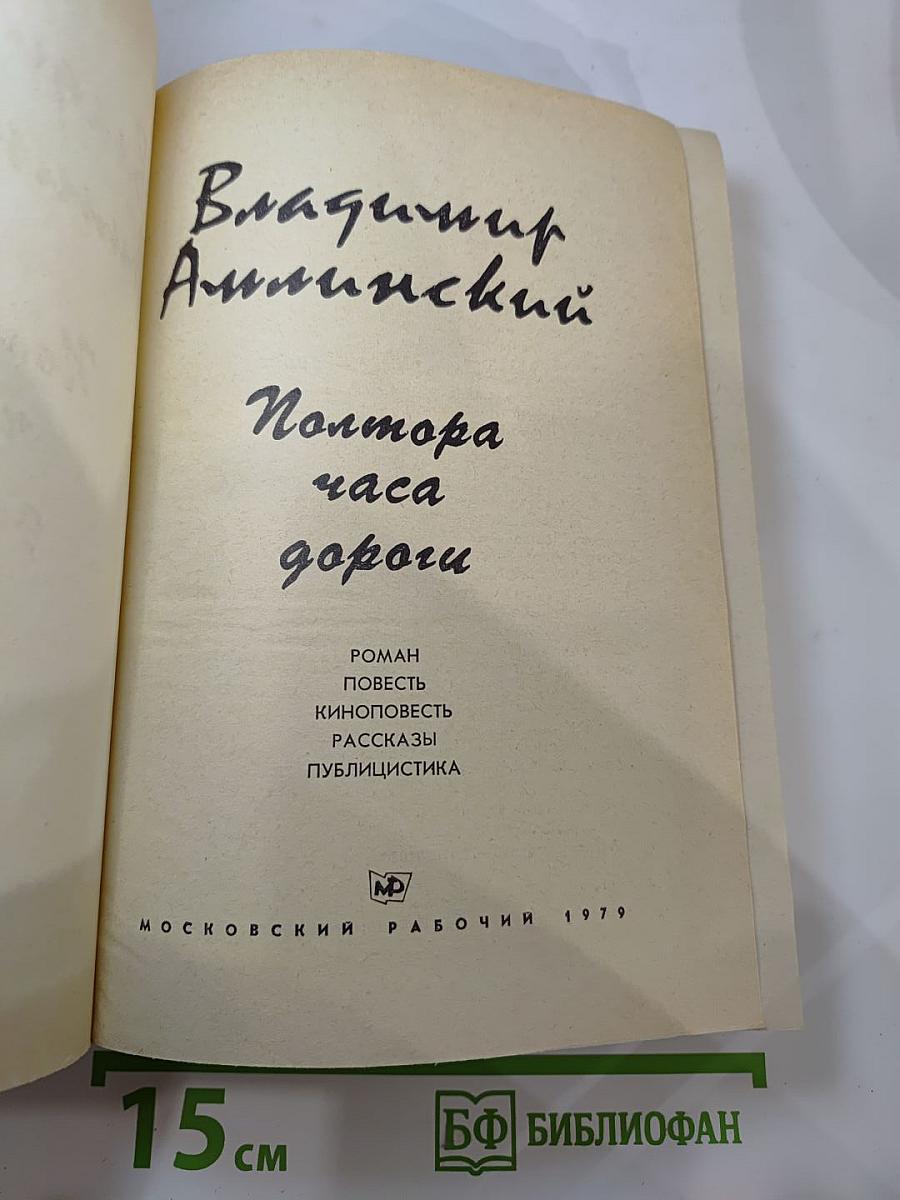 Владимир
Амлинский
Полтора
часа
дороги
РОМАН
ПОВЕСТЬ
КИНОПОВЕСТЬ
РАССКАЗЫ
ПУБЛИЦИСТИКА
МР
МОСКОВСКИЙ РАБОЧИЙ 1979
15 см
БФ БИБЛИОФАН